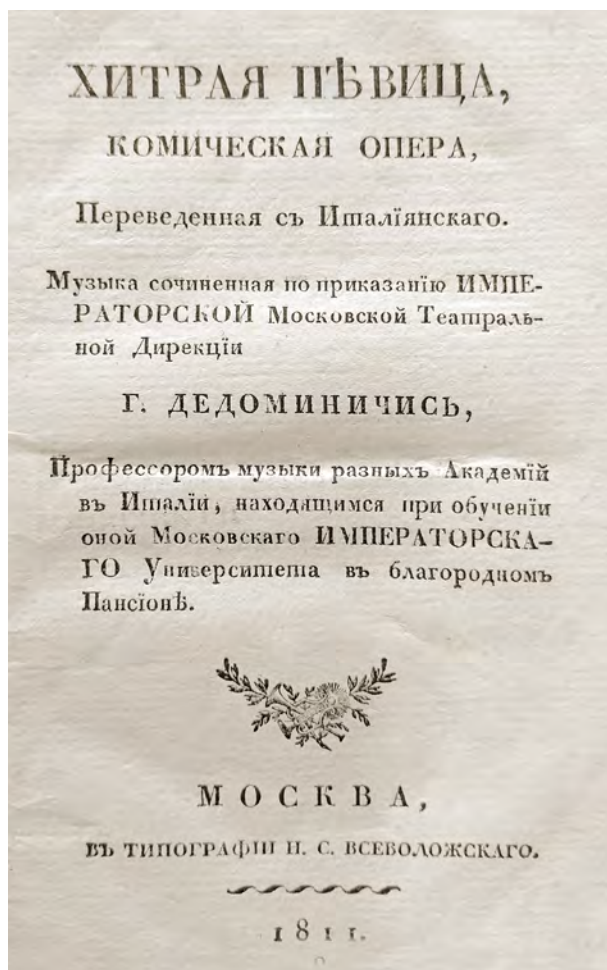 ХИТРАЯ ПѢВИЦА,
КОМИЧЕСКАЯ ОПЕРА,
Переведенная съ Италїянскаго.
Музыка сочиненная по приказанїю ИМПЕ-
РАТОРСКОЙ Московской Театраль-
ной Дирекцїи
Г. ДЕДОМИНИЧИСЬ,
Профессоромъ музыки разныхъ Академїй
въ Италїи, находящимся при обученїи
оной Московскаго ИМПЕРАТОРСКА-
ГО Университета въ благородномъ
Пансїонѣ.
МОСКВА,
ВЪ ТИПОГРАФІИ Н. С. ВСЕВОЛОЖСКАГО.
1811.